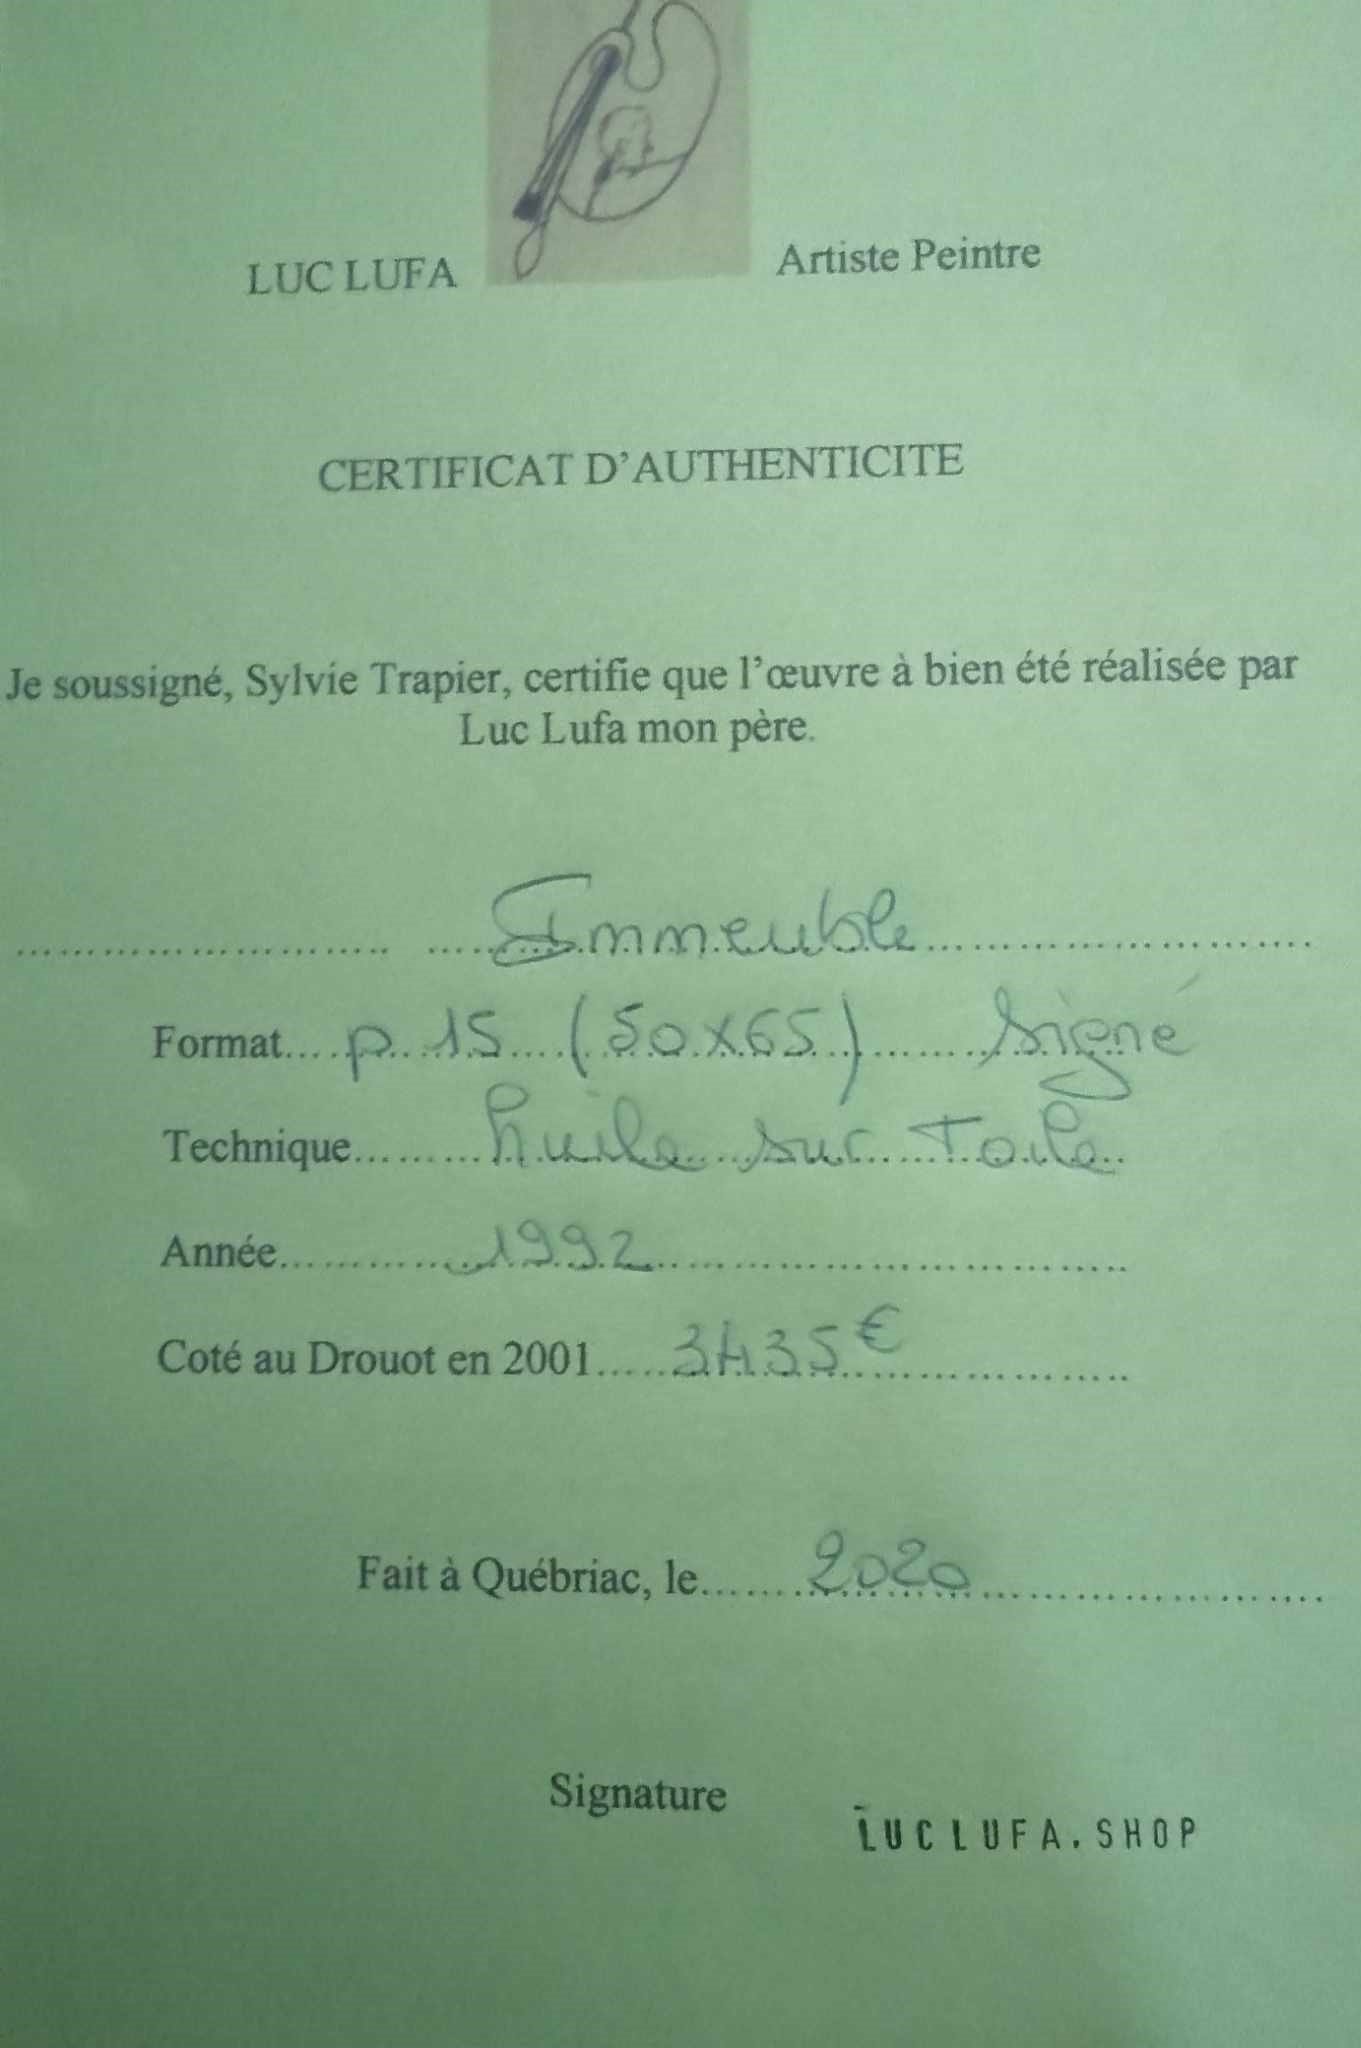 LUC LUFA Artiste Peintre
CERTIFICAT D'AUTHENTICITE
Je soussigné, Sylvie Trapier, certifie que l'œuvre à bien été réalisée par
Luc Lufa mon père.
Immeuble
Format....p 15 (50x65) signé
Technique......... huile sur Toile
Année............1992
Coté au Drouot en 2001..... 3435€
Fait à Québriac, le....... 2020
Signature
LUCLUFA.SHOP